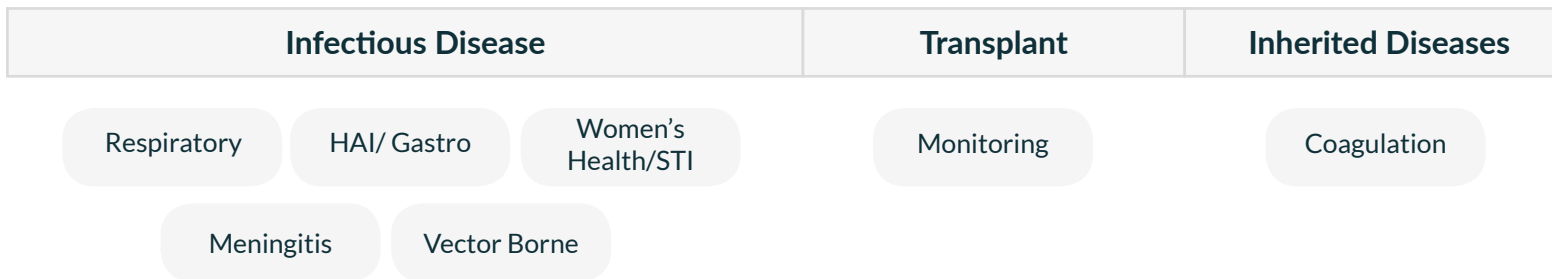 Infectious Disease
Transplant
Inherited Diseases
Respiratory
HAI/ Gastro
Women’s
Health/STI
Monitoring
Coagulation
Meningitis
Vector Borne